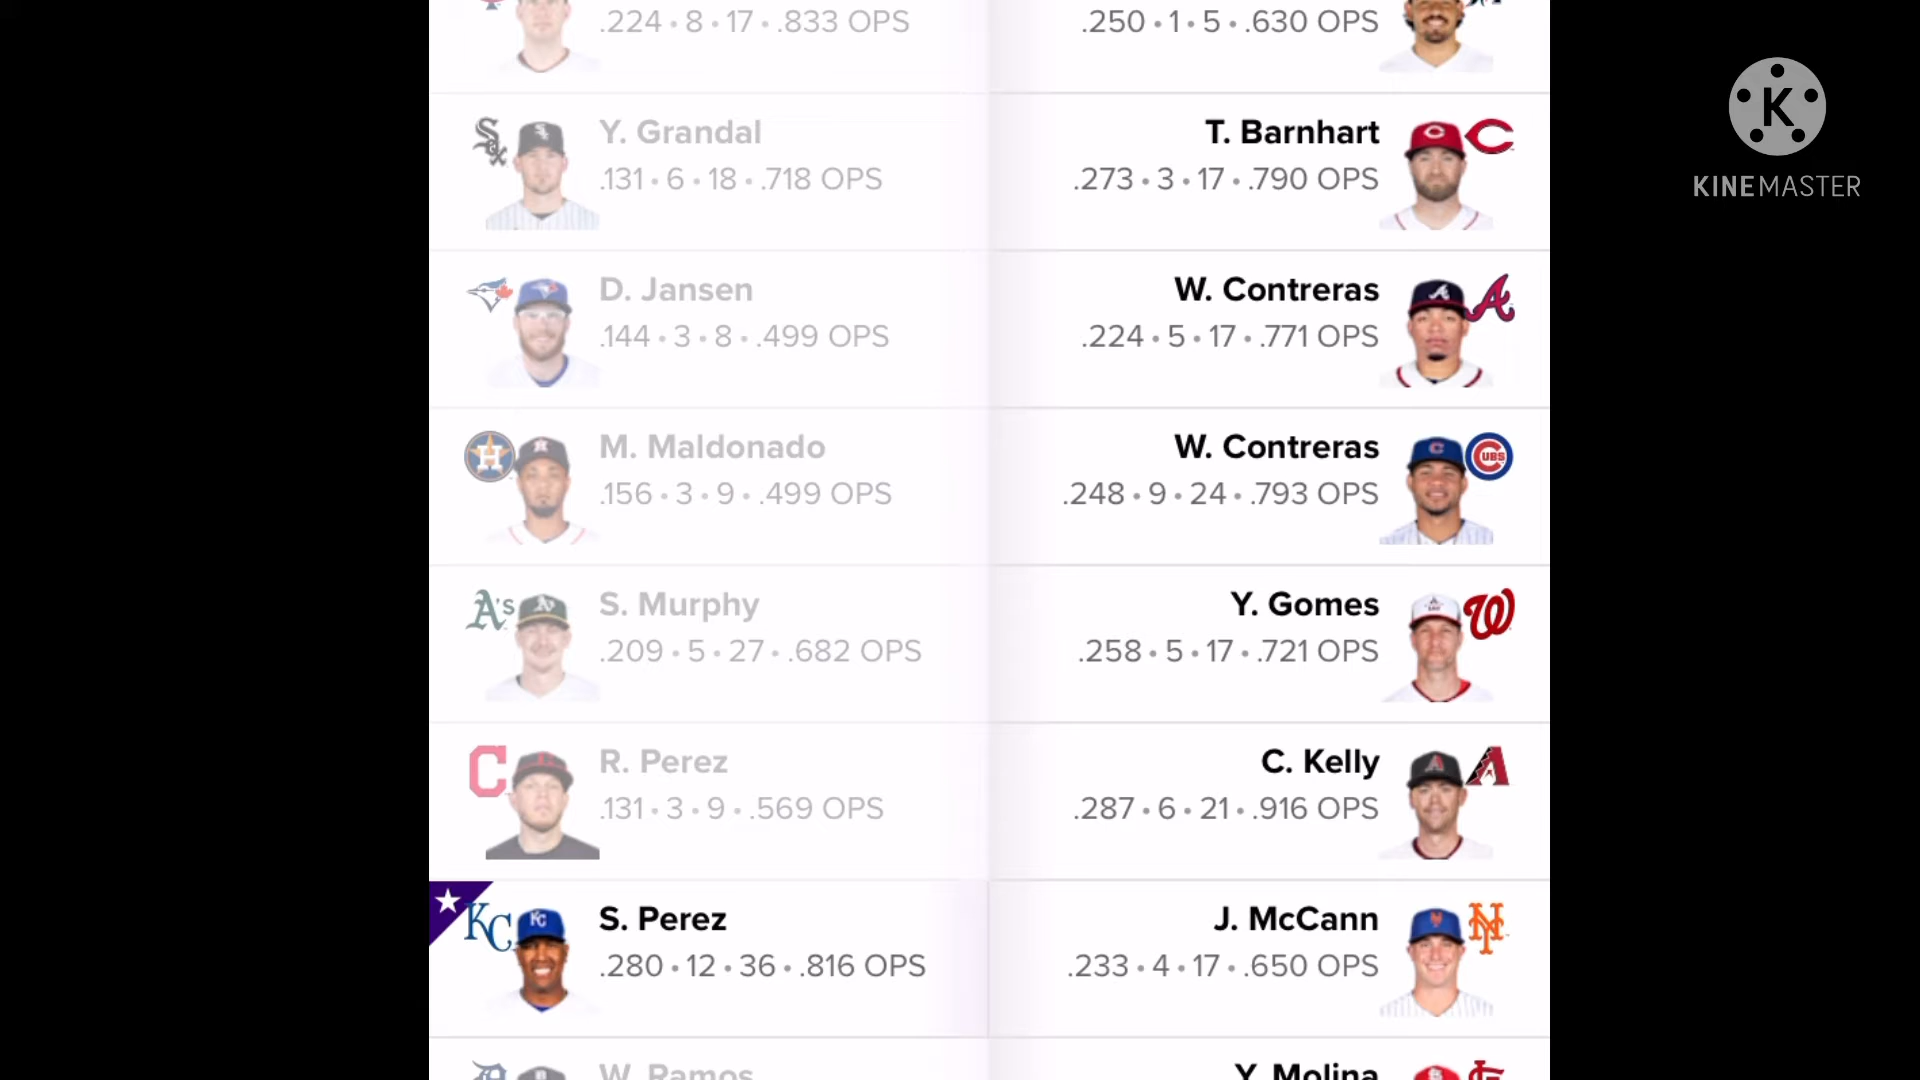 .224 • 8 • 17 • .833 OPS
.250 • 1 • 5 • .630 OPS
Y. Grandal
.131 • 6 • 18 • .718 OPS
T. Barnhart
.273 • 3 • 17 • .790 OPS
D. Jansen
.144 • 3 • 8 • .499 OPS
W. Contreras
.224 • 5 • 17 • .771 OPS
M. Maldonado
.156 • 3 • 9 • .499 OPS
W. Contreras
.248 • 9 • 24 • .793 OPS
CUBS
S. Murphy
.209 • 5 • 27 • .682 OPS
A's
Y. Gomes
.258 • 5 • 17 • .721 OPS
R. Perez
.131 • 3 • 9 • .569 OPS
C. Kelly
.287 • 6 • 21 • .916 OPS
KC
S. Perez
.280 • 12 • 36 • .816 OPS
J. McCann
.233 • 4 • 17 • .650 OPS
W. Ramos
Y. Molina
K
KINEMASTER